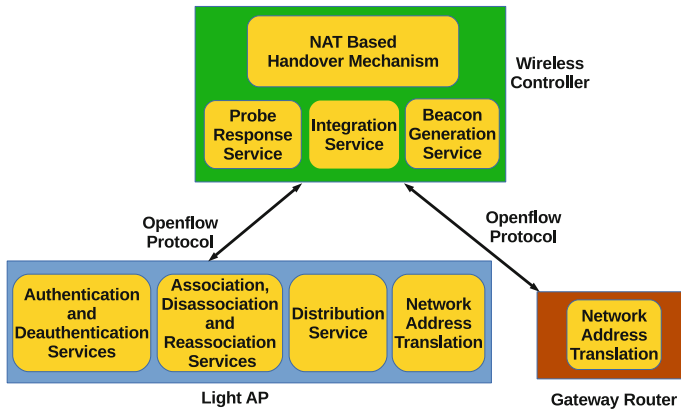 NAT Based
Handover Mechanism
Wireless
Controller
Probe
Response
Service
Integration
Service
Beacon
Generation
Service
Openflow
Protocol
Openflow
Protocol
Authentication
and
Deauthentication
Services
Association,
Disassociation
and
Reassociation
Services
Distribution
Service
Network
Address
Translation
Network
Address
Translation
Light AP
Gateway Router